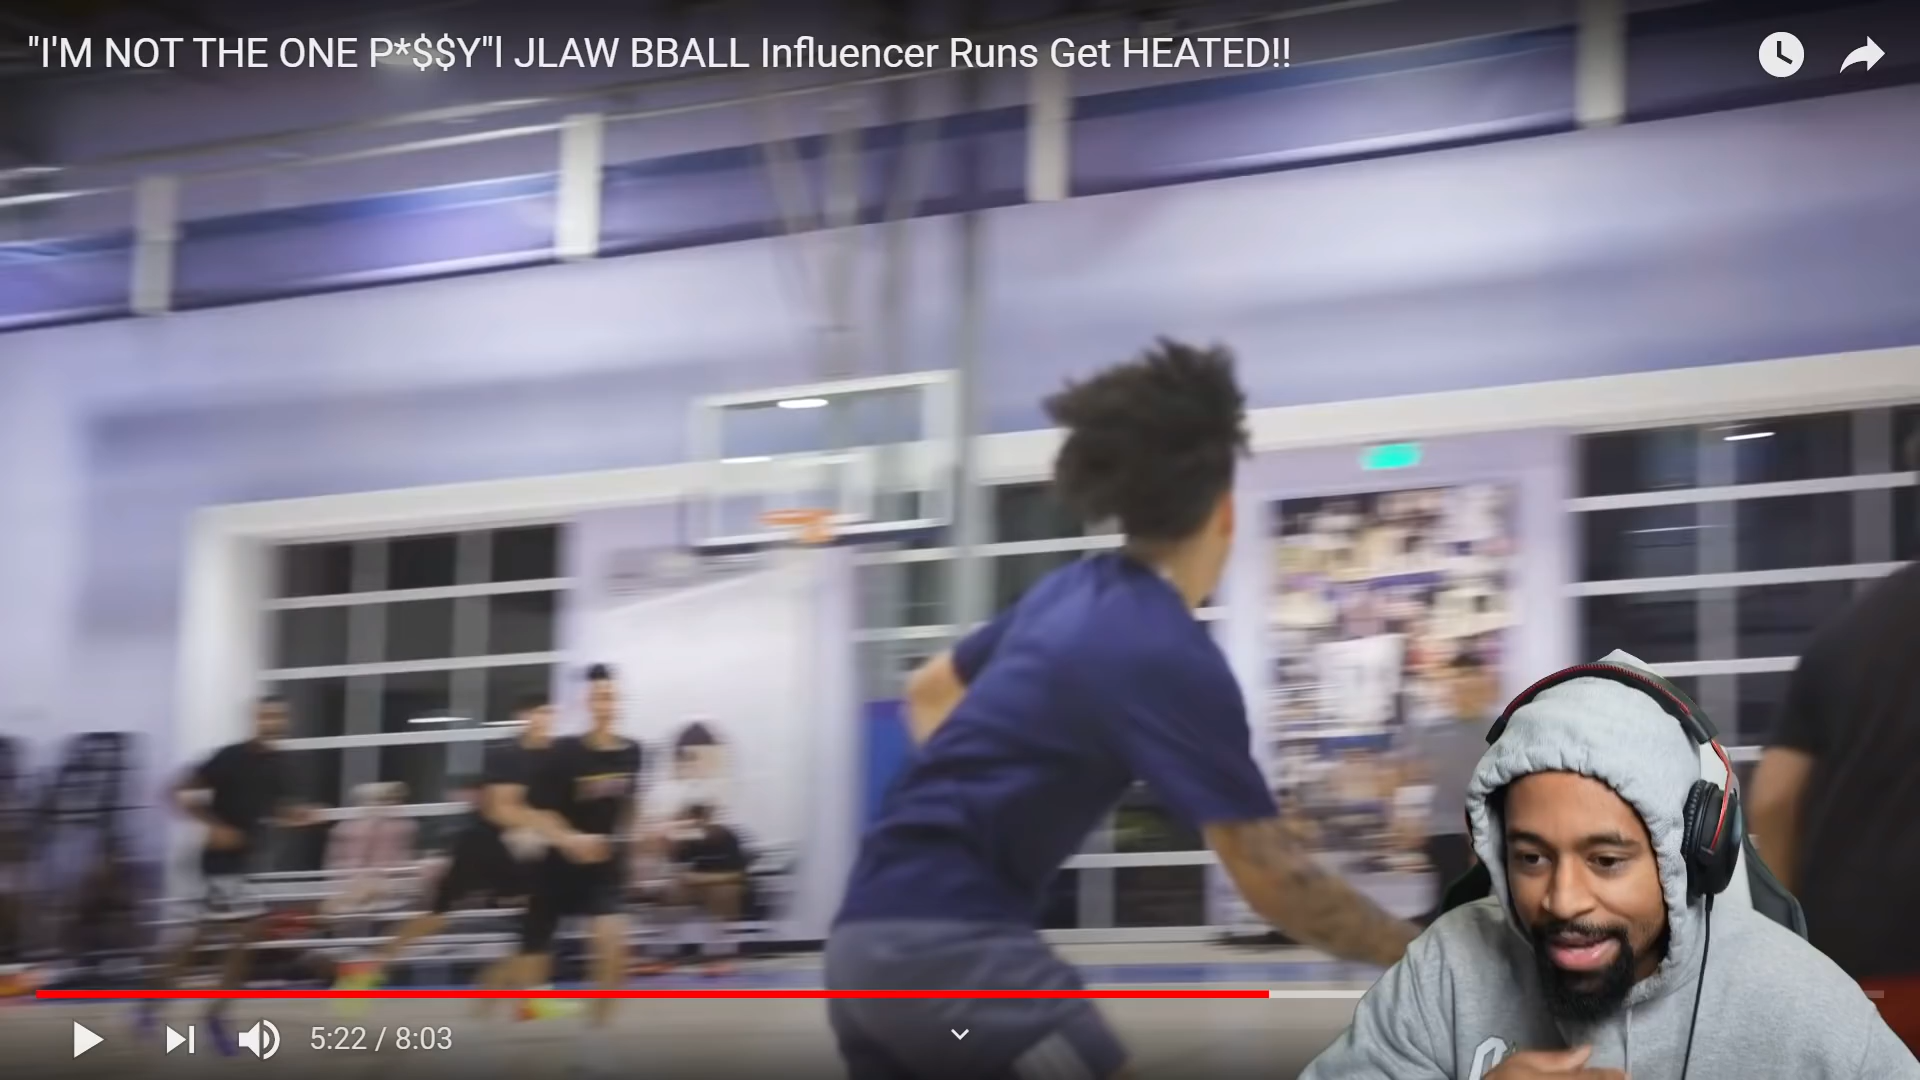 "I'M NOT THE ONE P*$$Y"l JLAW BBALL Influencer Runs Get HEATED!!
5:22 / 8:03